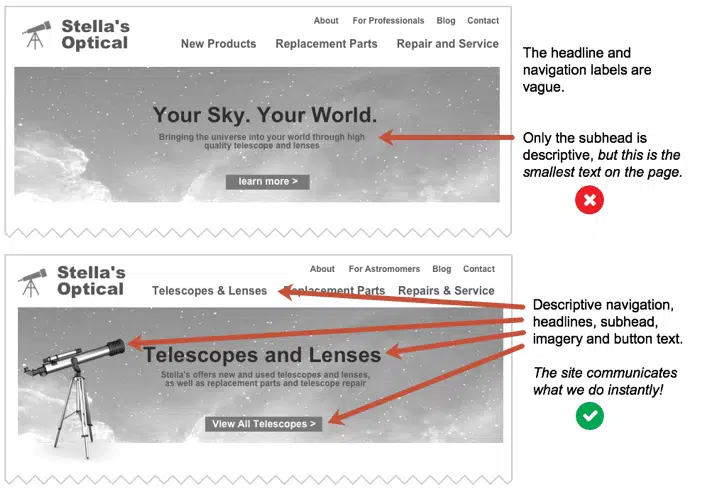 Stella's
Optical
About For Professionals Blog Contact
New Products Replacement Parts Repair and Service
Your Sky. Your World.
Bringing the universe into your world through high
quality telescope and lenses
learn more >
The headline and
navigation labels are
vague.
Only the subhead is
descriptive, but this is the
smallest text on the page.
Stella's
Optical
About For Astromomers Blog Contact
Telescopes & Lenses Replacement Parts Repairs & Service
Telescopes and Lenses
Stella's offers new and used telescopes and lenses,
as well as replacement parts and telescope repair
View All Telescopes >
Descriptive navigation,
headlines, subhead,
imagery and button text.
The site communicates
what we do instantly!